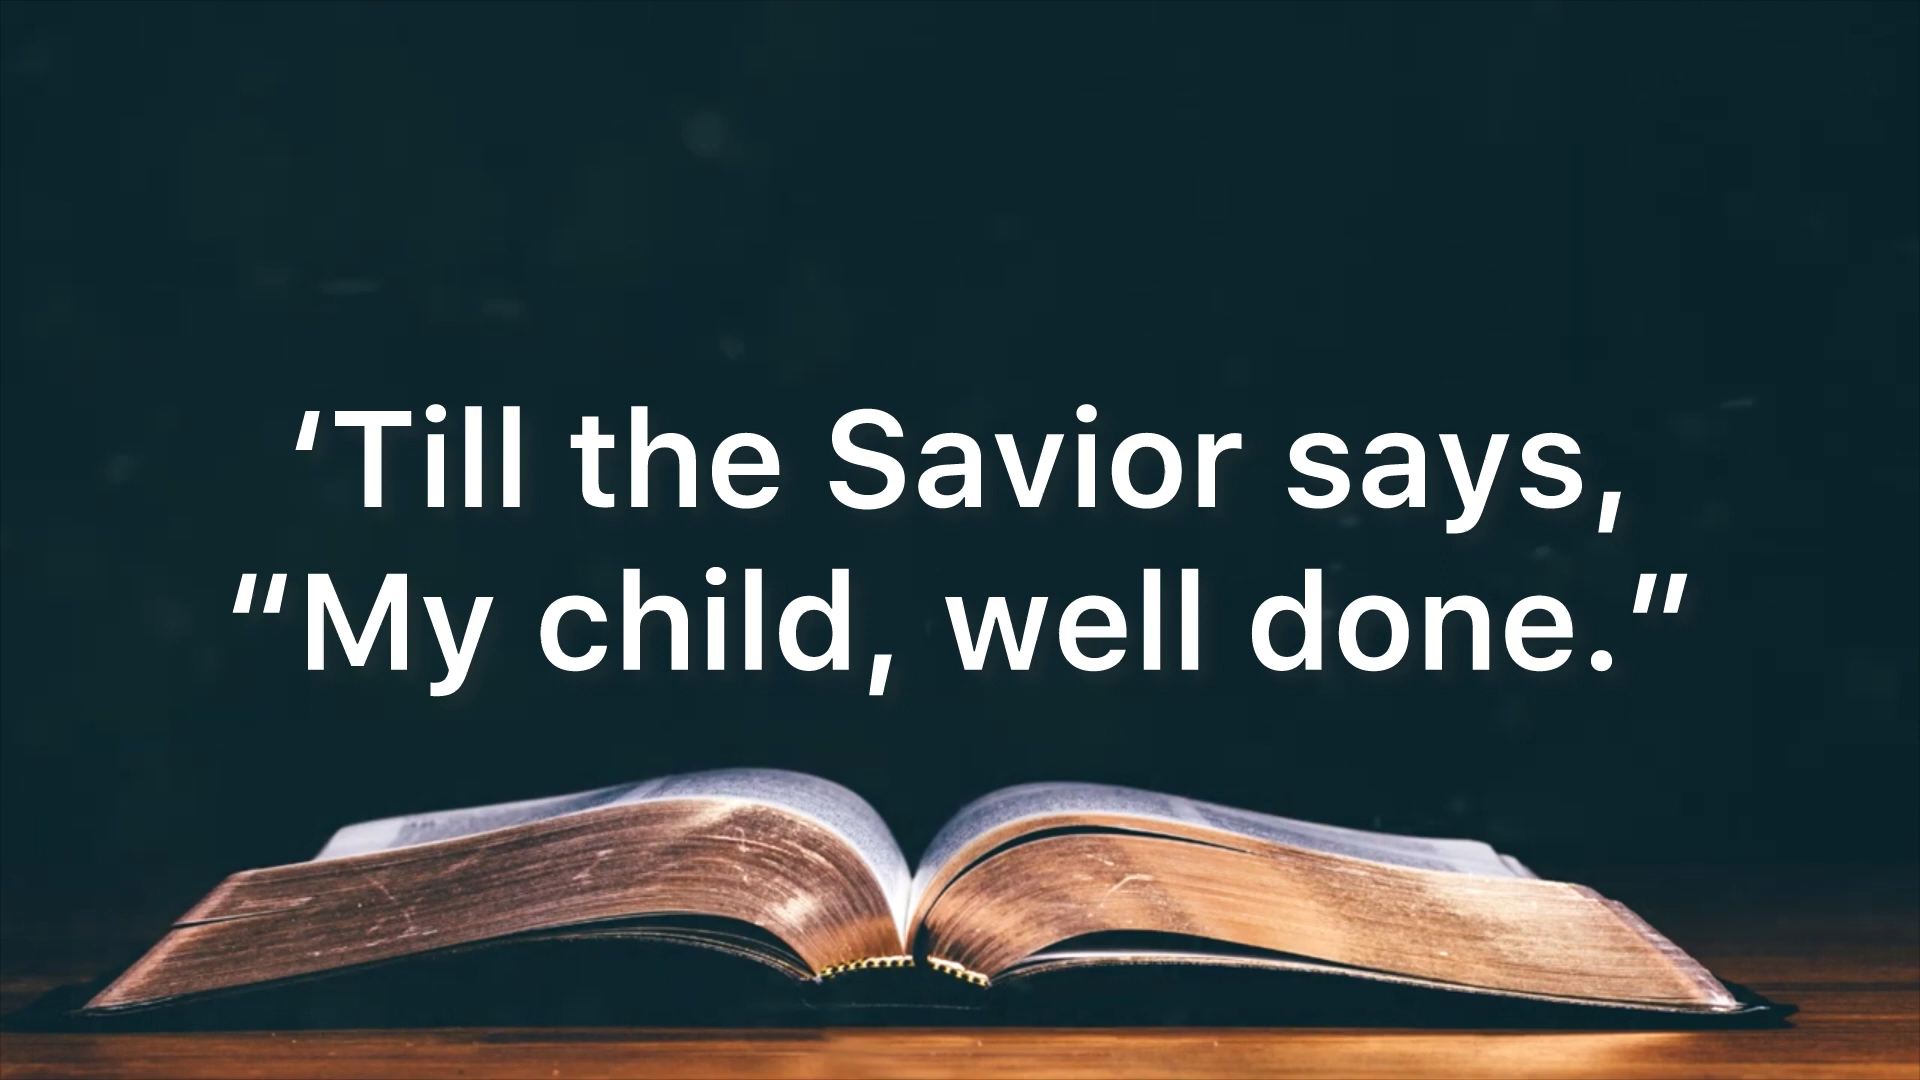 ‘Till the Savior says,
“My child, well done.”